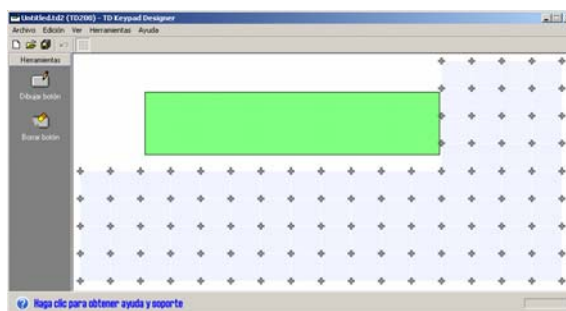 Untitled.td2 (TD200) - TD Keypad Designer
Archivo Edición Ver Herramientas Ayuda
Herramientas
Dibujar botón
Borrar botón
Haga clic para obtener ayuda y soporte